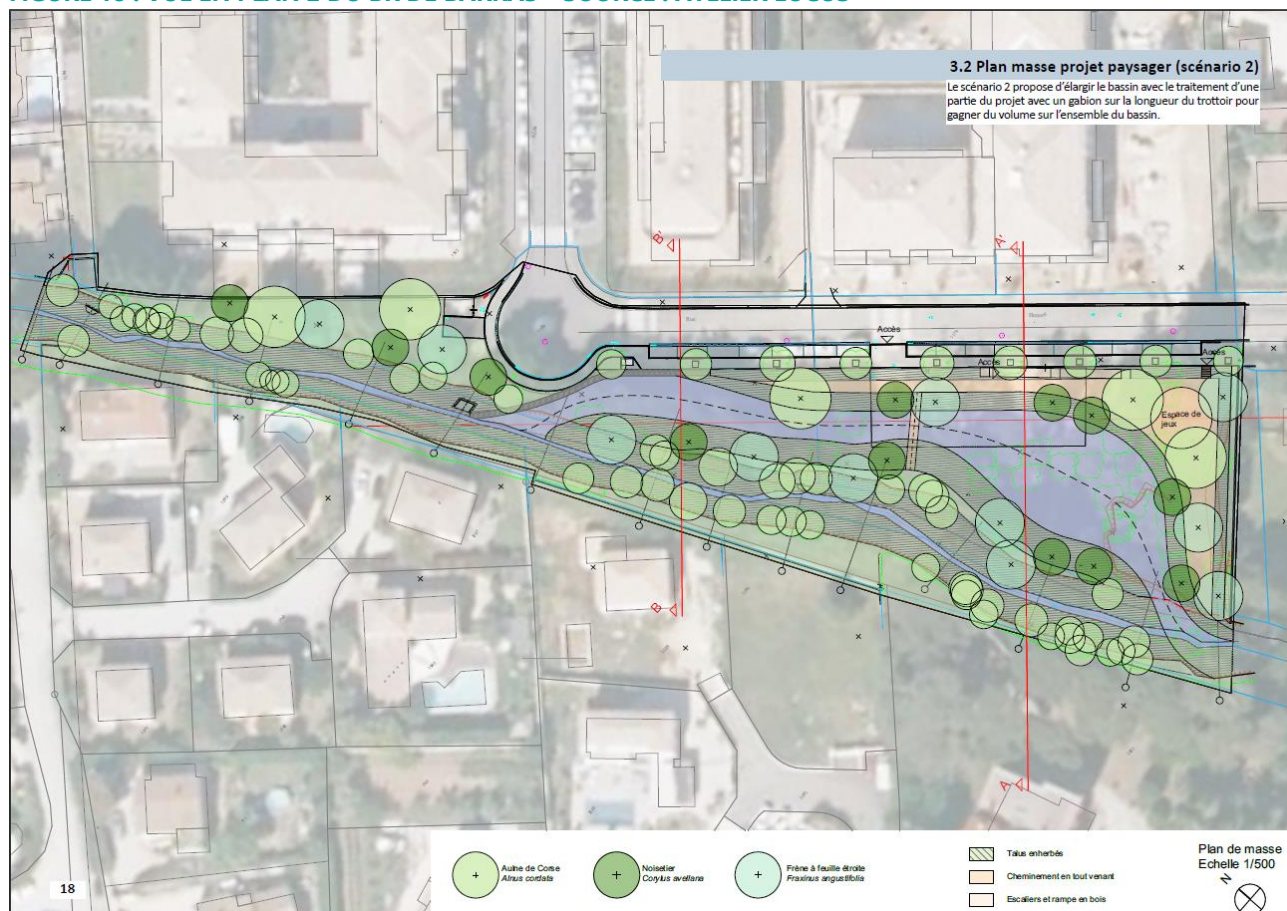 3.2 Plan masse projet paysager (scénario 2)
Le scénario 2 propose d'élargir le bassin avec le traitement d'une
partie du projet avec un gabion sur la longueur du trottoir pour
gagner du volume sur l'ensemble du bassin.
B'
A'
Rue
Accès
Accès
Accès
Espace de
jeux
B
A
18
Aulne de Corse
Alnus cordata
Noisetier
Corylus avellana
Frêne à feuille étroite
Fraxinus angustifolia
Talus enherbés
Cheminement en tout venant
Escaliers et rampe en bois
Plan de masse
Echelle 1/500
N